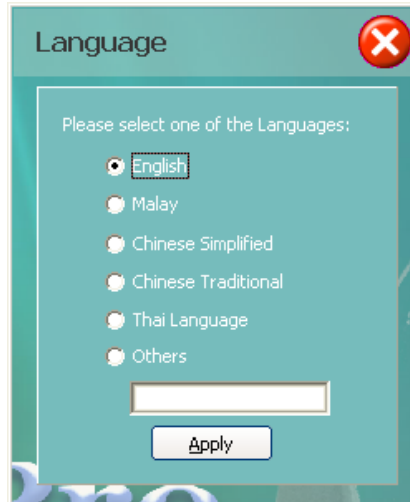 Language
Please select one of the Languages:
English
Malay
Chinese Simplified
Chinese Traditional
Thai Language
Others
Apply